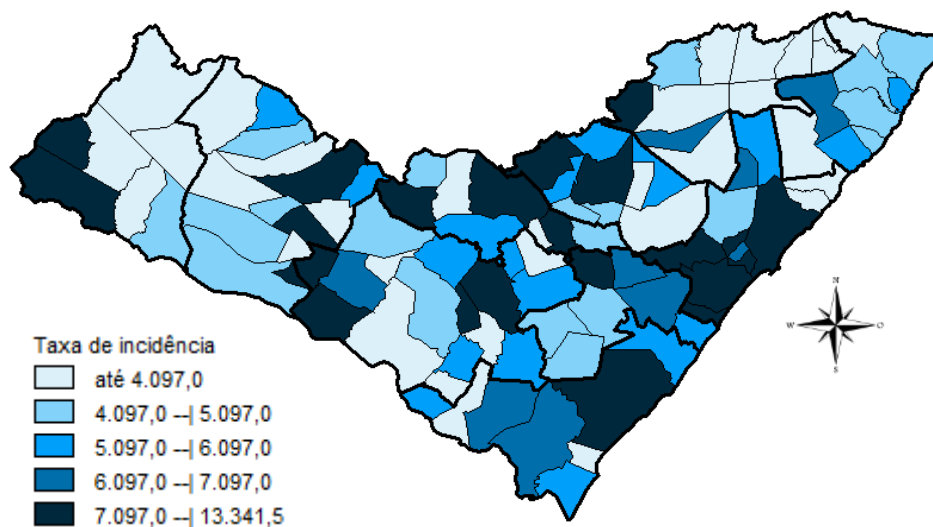 N
W
O
S
Taxa de incidência
até 4.097,0
4.097,0 --| 5.097,0
5.097,0 --| 6.097,0
6.097,0 --| 7.097,0
7.097,0 --| 13.341,5